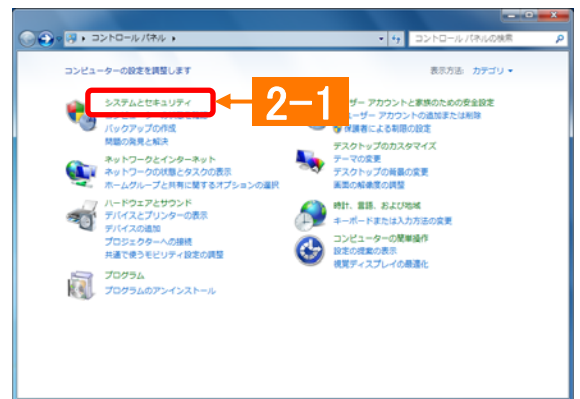 コントロール パネル
コントロール パネルの検索
コンピューターの設定を調整します
表示方法: カテゴリ
システムとセキュリティ
バックアップの作成
問題の発見と解決
ネットワークとインターネット
ネットワークの状態とタスクの表示
ホームグループと共有に関するオプションの選択
ハードウェアとサウンド
デバイスとプリンターの表示
デバイスの追加
プロジェクターへの接続
共通で使うモビリティ設定の調整
プログラム
プログラムのアンインストール
2-1
ザー アカウントと家族のための安全設定
ーザー アカウントの追加または削除
保護者による制限の設定
デスクトップのカスタマイズ
テーマの変更
デスクトップの背景の変更
画面の解像度の調整
時計、言語、および地域
キーボードまたは入力方法の変更
コンピューターの簡単操作
設定の提案の表示
視覚ディスプレイの最適化